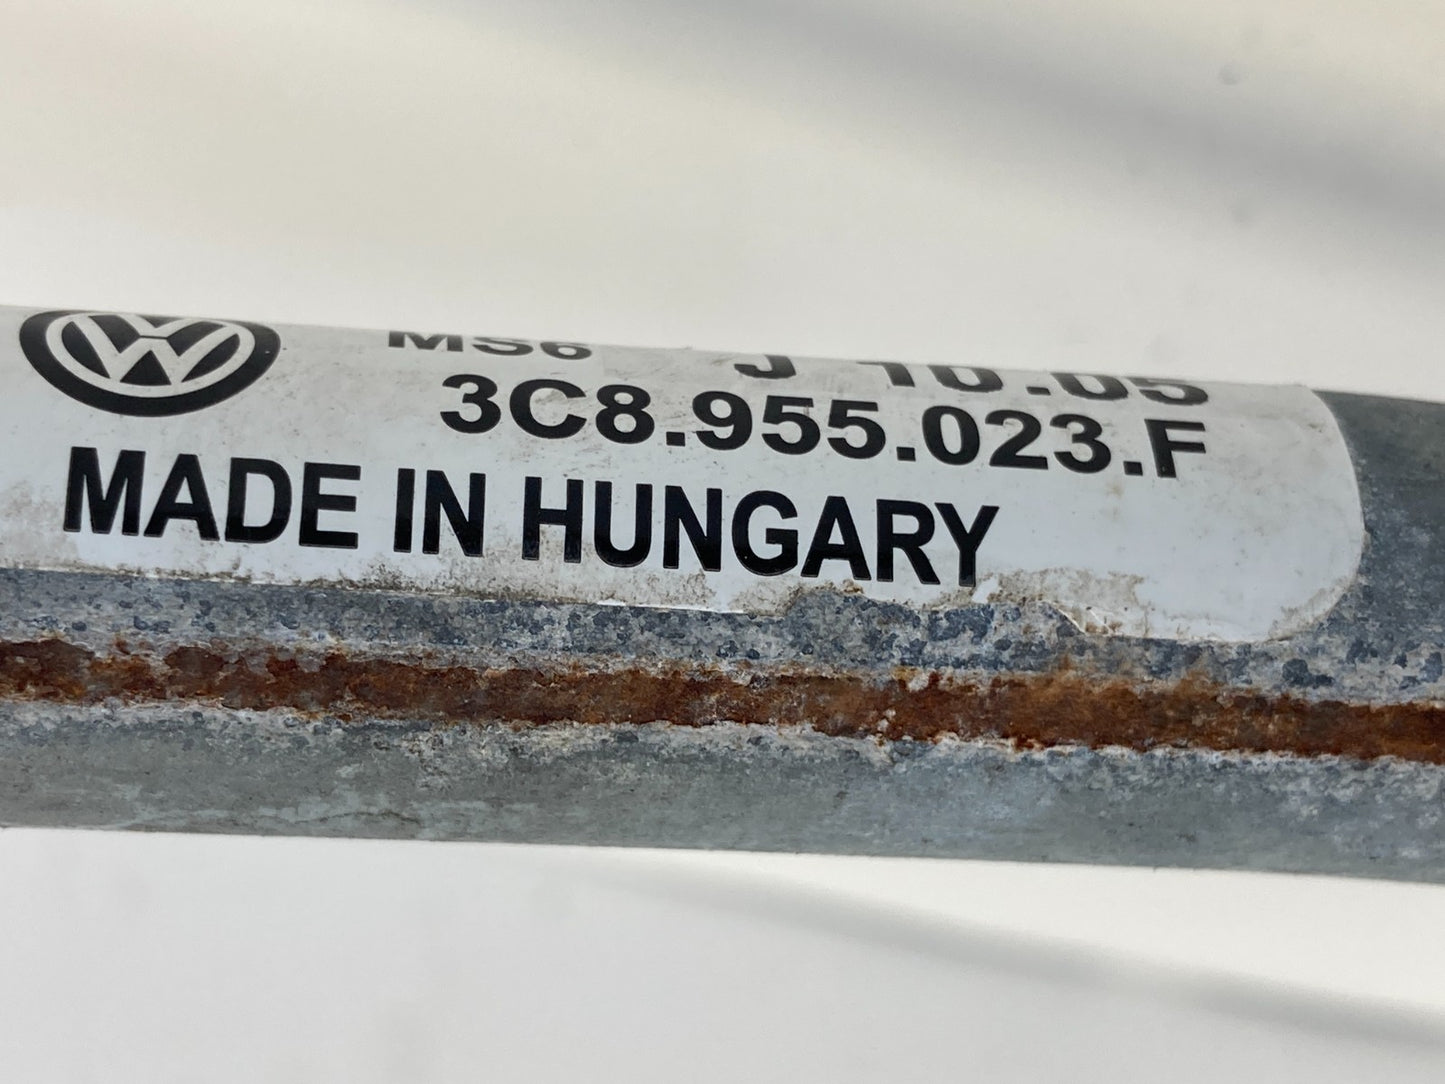 MS6 J 10.05
3C8.955.023.F
MADE IN HUNGARY